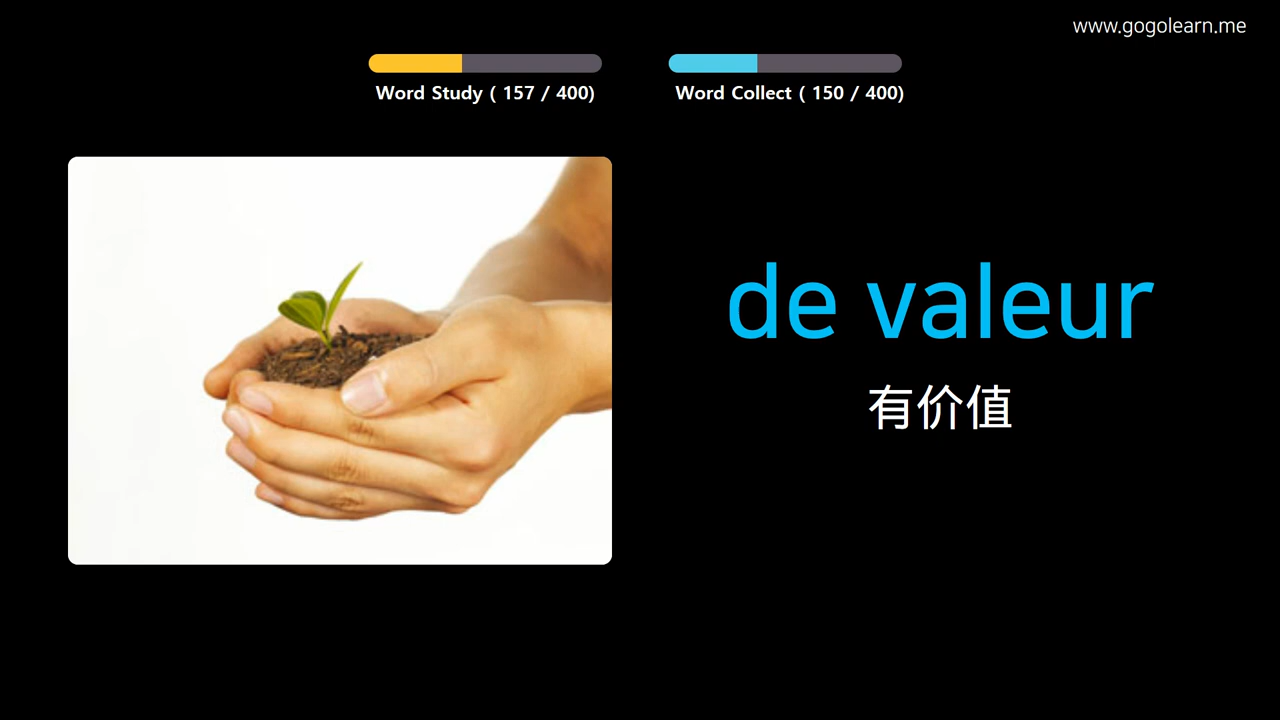 www.gogolearn.me
Word Study ( 157 / 400)
Word Collect ( 150 / 400)
de valeur
有价值